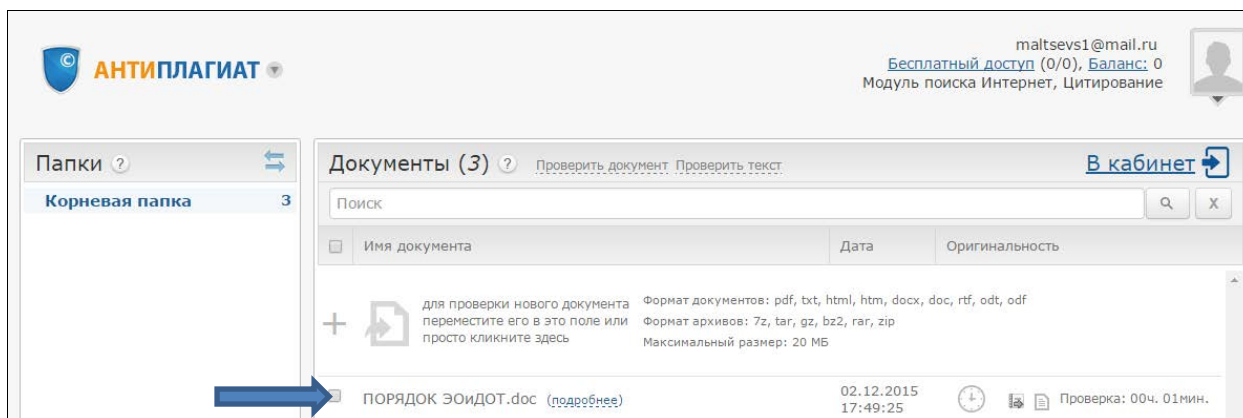 maltsevs1@mail.ru
Бесплатный доступ (0/0), Баланс: 0
Модуль поиска Интернет, Цитирование
© АНТИПЛАГИАТ
Папки ?
Корневая папка 3
Документы (3) ? Проверить документ Проверить текст В кабинет
Поиск X
Имя документа Дата Оригинальность
для проверки нового документа
переместите его в это поле или
просто кликните здесь
Формат документов: pdf, txt, html, htm, docx, doc, rtf, odt, odf
Формат архивов: 7z, tar, gz, bz2, rar, zip
Максимальный размер: 20 МБ
ПОРЯДОК ЭОиДОТ.doc (подробнее) 02.12.2015
17:49:25 Проверка: 00ч. 01мин.